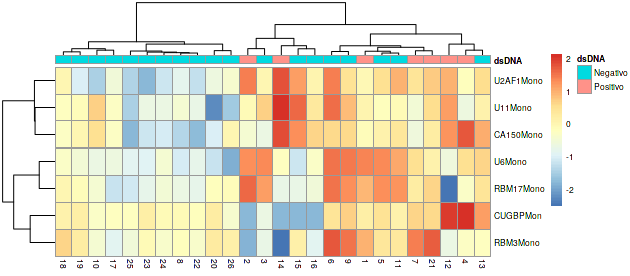 dsDNA
U2AF1Mono
U11Mono
CA150Mono
U6Mono
RBM17Mono
CUGBPMon
RBM3Mono
18 19 10 17 25 23 24 8 22 20 26 2 3 14 15 16 6 9 1 5 11 7 21 12 4 13
2
1
0
-1
-2
dsDNA
Negativo
Positivo